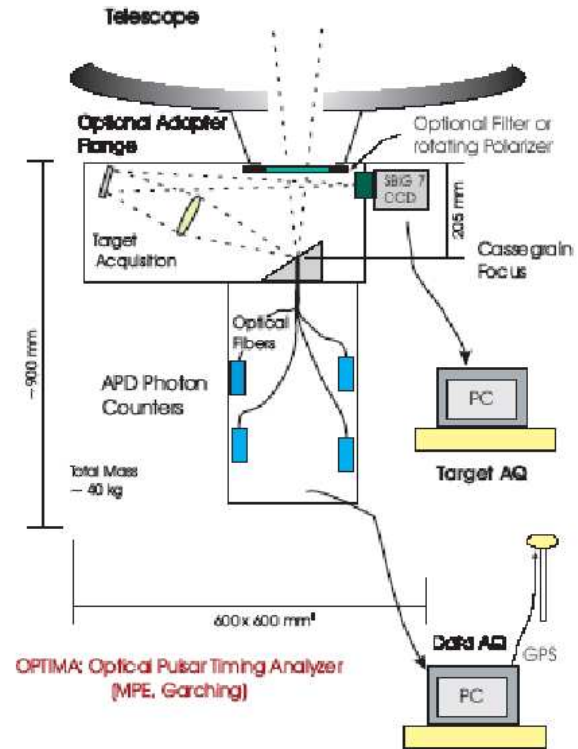 Telescope
Optional Adapter
Flange
Optional Filter or
rotating Polarizer
SBIG 7
CCD
205 mm
Target
Acquisition
Cassegrain
Focus
Optical
Fibers
~900 mm
APD Photon
Counters
PC
Target AQ
Total Mass
~ 40 kg
600 x 600 mm²
Data AQ
GPS
OPTIMA: Optical Pulsar Timing Analyzer
(MPE, Garching)
PC